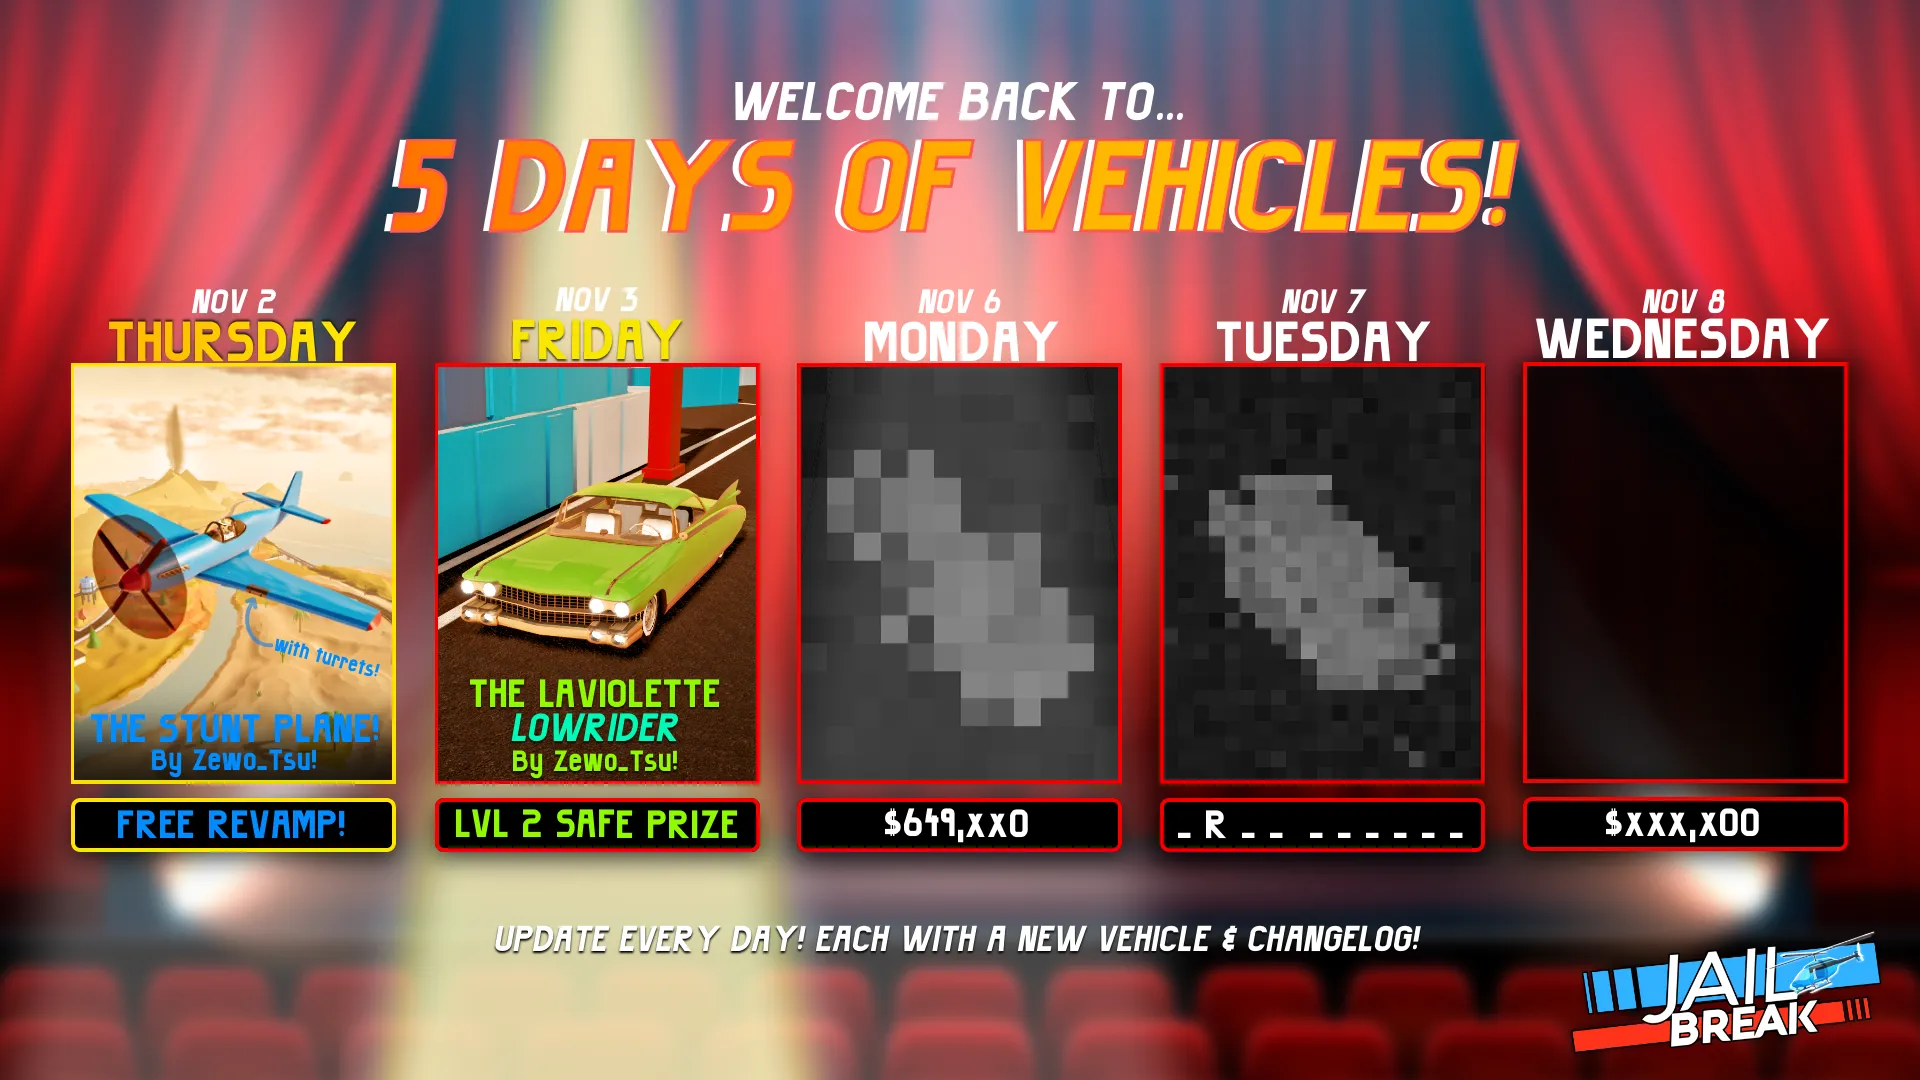 WELCOME BACK TO...
5 DAYS OF VEHICLES!
NOV 2
THURSDAY
with turrets!
THE STUNT PLANE!
By Zewo_Tsu!
FREE REVAMP!
NOV 3
FRIDAY
THE LAVIOLETTE
LOWRIDER
By Zewo_Tsu!
LVL 2 SAFE PRIZE
NOV 6
MONDAY
$649,XX0
NOV 7
TUESDAY
_ R _ _ _ _ _ _ _ _
NOV 8
WEDNESDAY
$XXX,X00
UPDATE EVERY DAY! EACH WITH A NEW VEHICLE & CHANGELOG!
JAIL
BREAK